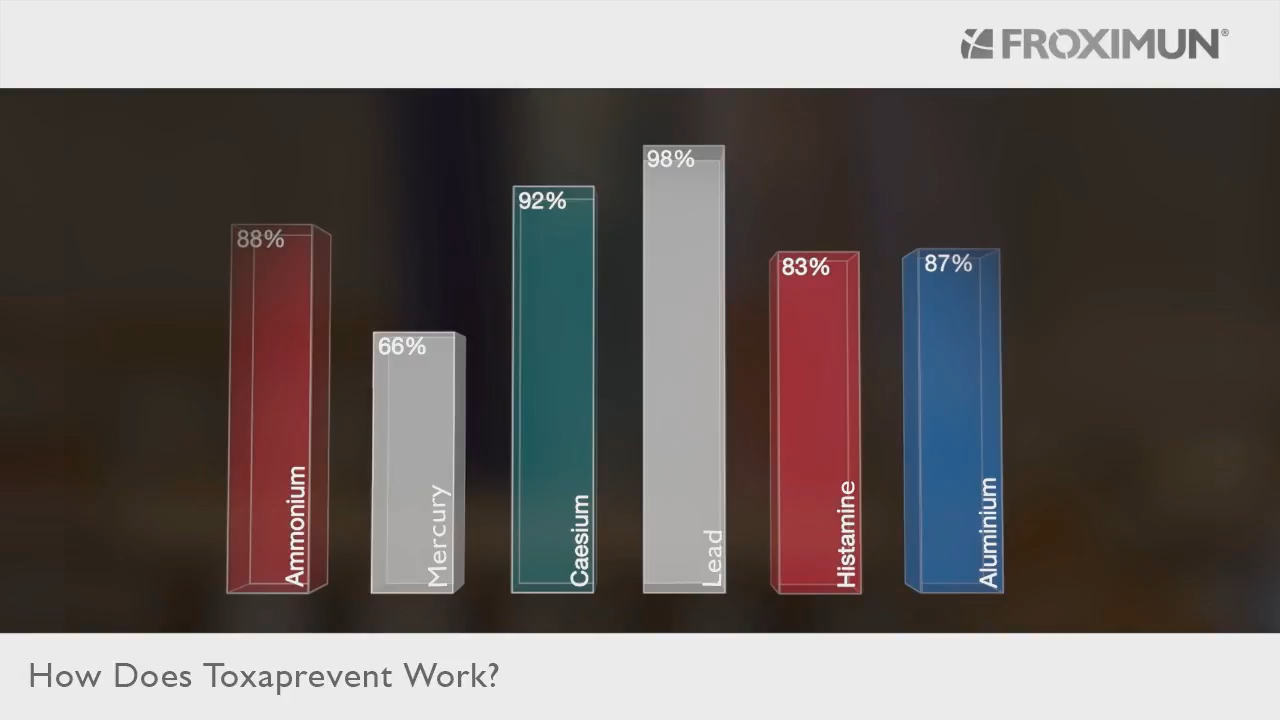 FROXIMUN®
88%
66%
92%
98%
83%
87%
Ammonium
Mercury
Caesium
Lead
Histamine
Aluminium
How Does Toxaprevent Work?